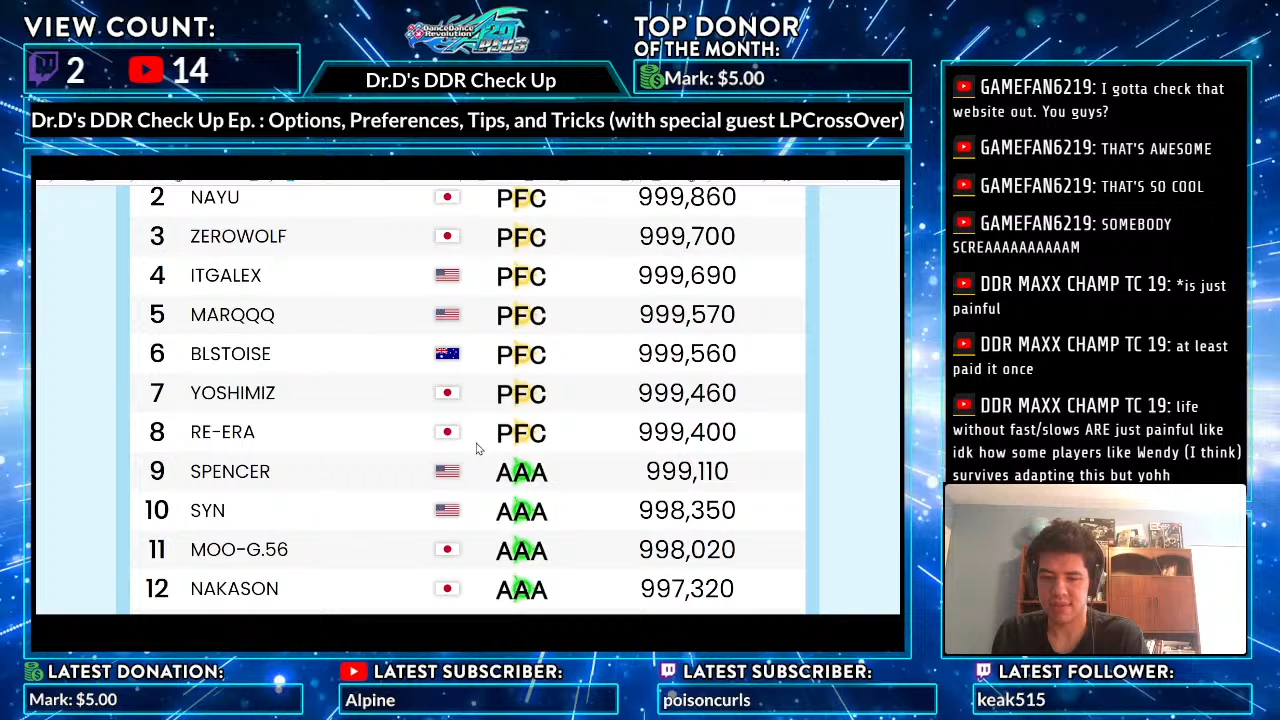 VIEW COUNT:
2 14
DanceDanceRevolution A20 PLUS
Dr.D's DDR Check Up
TOP DONOR
OF THE MONTH:
Mark: $5.00
Dr.D's DDR Check Up Ep. : Options, Preferences, Tips, and Tricks (with special guest LPCrossOver)
2 NAYU PFC 999,860
3 ZEROWOLF PFC 999,700
4 ITGALEX PFC 999,690
5 MARQQQ PFC 999,570
6 BLSTOISE PFC 999,560
7 YOSHIMIZ PFC 999,460
8 RE-ERA PFC 999,400
9 SPENCER AAA 999,110
10 SYN AAA 998,350
11 MOO-G.56 AAA 998,020
12 NAKASON AAA 997,320
GAMEFAN6219: I gotta check that
website out. You guys?
GAMEFAN6219: THAT'S AWESOME
GAMEFAN6219: THAT'S SO COOL
GAMEFAN6219: SOMEBODY
SCREAAAAAAAAAM
DDR MAXX CHAMP TC 19: *is just
painful
DDR MAXX CHAMP TC 19: at least
paid it once
DDR MAXX CHAMP TC 19: life
without fast/slows ARE just painful like
idk how some players like Wendy (I think)
survives adapting this but yohh
LATEST DONATION:
Mark: $5.00
LATEST SUBSCRIBER:
Alpine
LATEST SUBSCRIBER:
poisoncurls
LATEST FOLLOWER:
keak515